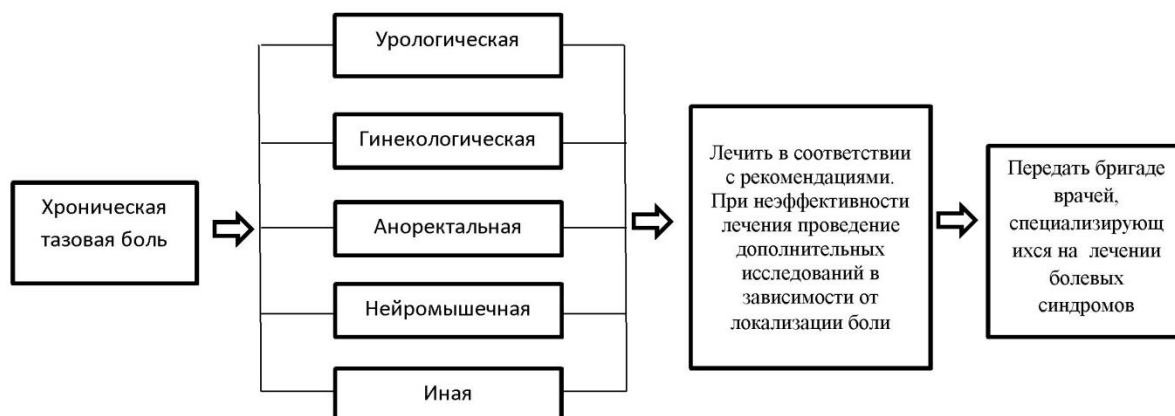 Хроническая
тазовая боль
Урологическая
Гинекологическая
Аноректальная
Нейромышечная
Иная
Лечить в соответствии
с рекомендациями.
При неэффективности
лечения проведение
дополнительных
исследований в
зависимости от
локализации боли
Передать бригаде
врачей,
специализирующ
ихся на лечении
болевых
синдромов